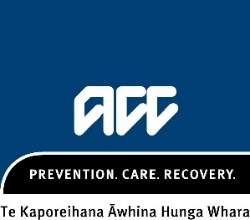 acc
PREVENTION. CARE. RECOVERY.
Te Kaporeihana Āwhina Hunga Whara